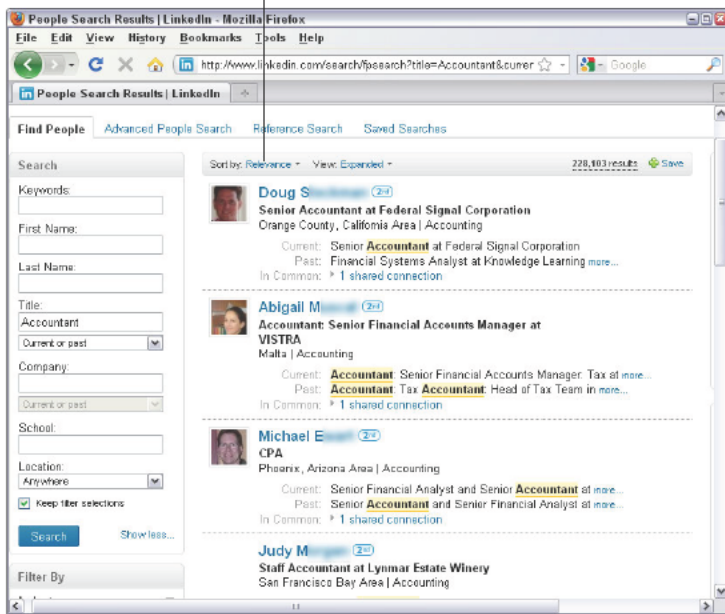 People Search Results | LinkedIn - Mozilla Firefox
File Edit View History Bookmarks Tools Help
http://www.linkedin.com/search/fpsearch?title=Accountant&curren
Google
People Search Results | LinkedIn
Find People Advanced People Search Reference Search Saved Searches
Search
Sort by: Relevance View: Expanded 228,103 results Save
Keywords:
First Name:
Last Name:
Title:
Accountant
Current or past
Company:
Current or past
School:
Location:
Anywhere
Keep filter selections
Search Show less...
Filter By
Doug S 2nd
Senior Accountant at Federal Signal Corporation
Orange County, California Area | Accounting
Current: Senior Accountant at Federal Signal Corporation
Past: Financial Systems Analyst at Knowledge Learning more...
In Common: 1 shared connection
Abigail M 2nd
Accountant: Senior Financial Accounts Manager at
VISTRA
Malta | Accounting
Current: Accountant: Senior Financial Accounts Manager: Tax at more...
Past: Accountant: Tax Accountant: Head of Tax Team in more...
In Common: 1 shared connection
Michael E 2nd
CPA
Phoenix, Arizona Area | Accounting
Current: Senior Financial Analyst and Senior Accountant at more...
Past: Senior Accountant and Senior Financial Analyst at more...
In Common: 1 shared connection
Judy M 2nd
Staff Accountant at Lynmar Estate Winery
San Francisco Bay Area | Accounting